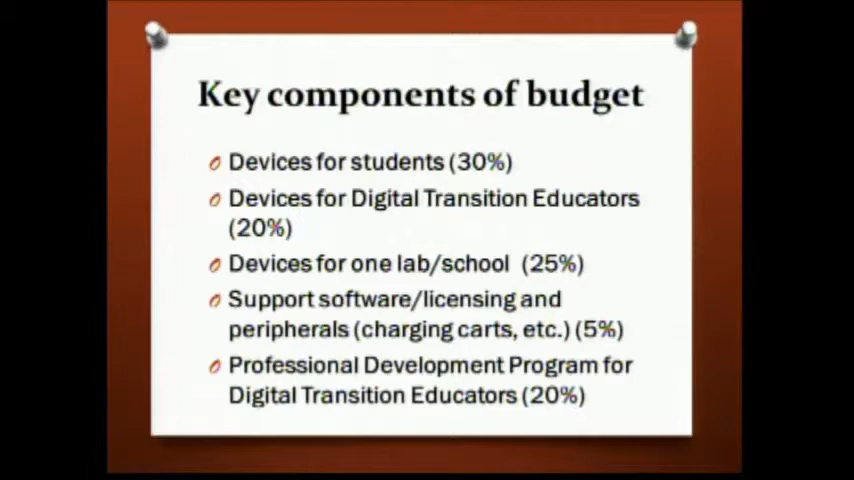 Key components of budget
Devices for students (30%)
Devices for Digital Transition Educators
(20%)
Devices for one lab/school (25%)
Support software/licensing and
peripherals (charging carts, etc.) (5%)
Professional Development Program for
Digital Transition Educators (20%)